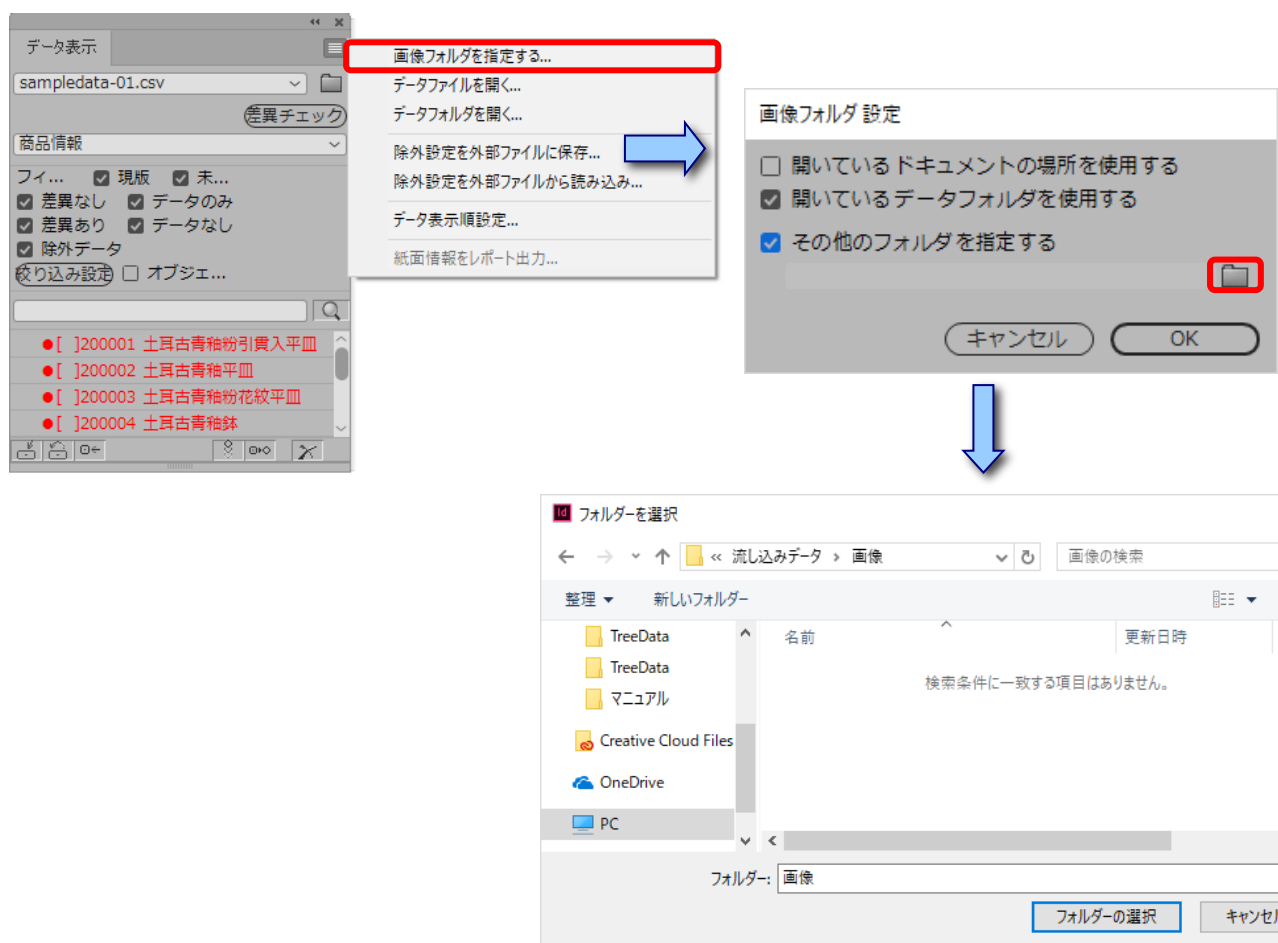 データ表示
sampledata-01.csv
差異チェック
商品情報
フィ... 現版 未...
差異なし データのみ
差異あり データなし
除外データ
絞り込み設定 オブジェ...
●[ ]200001 土耳古青釉粉引貫入平皿
●[ ]200002 土耳古青釉平皿
●[ ]200003 土耳古青釉粉花紋平皿
●[ ]200004 土耳古青釉鉢
画像フォルダを指定する...
データファイルを開く...
データフォルダを開く...
除外設定を外部ファイルに保存...
除外設定を外部ファイルから読み込み...
データ表示順設定...
紙面情報をレポート出力...
画像フォルダ 設定
開いているドキュメントの場所を使用する
開いているデータフォルダを使用する
その他のフォルダを指定する
キャンセル OK
Id フォルダーを選択
« 流し込みデータ › 画像 画像の検索
整理 新しいフォルダー
名前 更新日時
検索条件に一致する項目はありません。
TreeData
TreeData
マニュアル
Creative Cloud Files
OneDrive
PC
フォルダー: 画像
フォルダーの選択 キャンセル